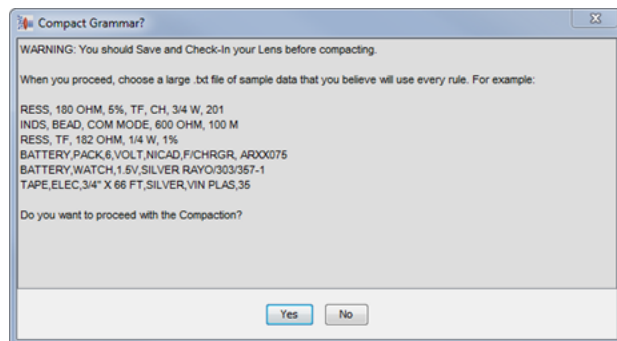 Compact Grammar?
WARNING: You should Save and Check-In your Lens before compacting.
When you proceed, choose a large .txt file of sample data that you believe will use every rule. For example:
RESS, 180 OHM, 5%, TF, CH, 3/4 W, 201
INDS, BEAD, COM MODE, 600 OHM, 100 M
RESS, TF, 182 OHM, 1/4 W, 1%
BATTERY,PACK,6,VOLT,NICAD,F/CHRGR, ARXX075
BATTERY,WATCH,1.5V,SILVER RAYO/303/357-1
TAPE,ELEC,3/4" X 66 FT,SILVER,VIN PLAS,35
Do you want to proceed with the Compaction?
Yes No